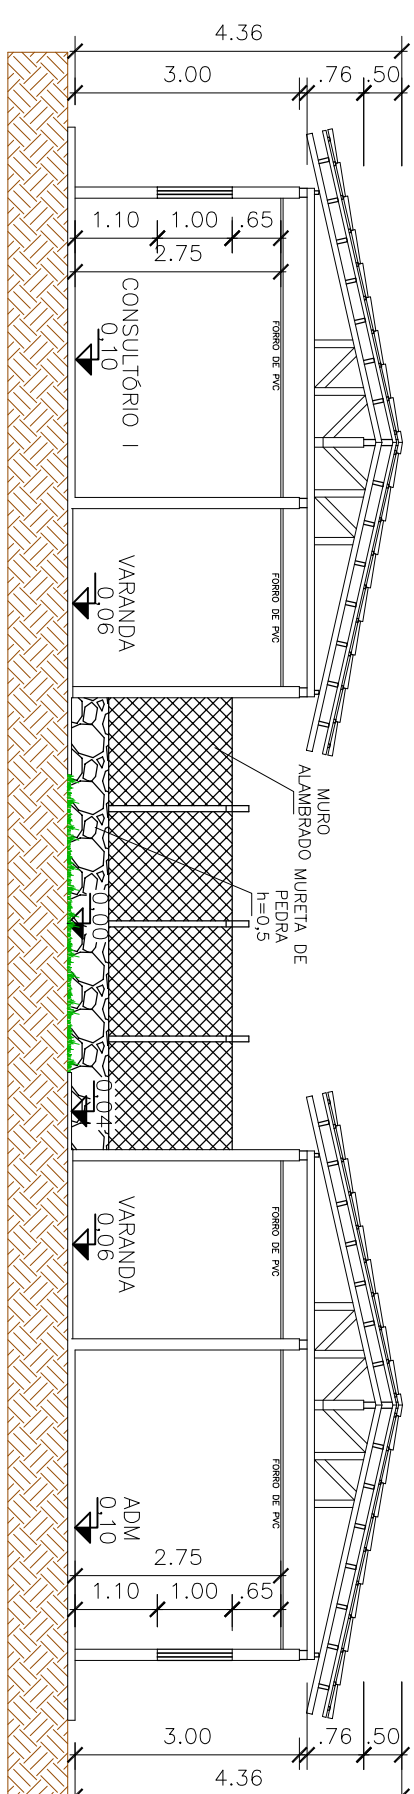 4.36
3.00 .76 .50
1.10 1.00 .65
2.75
CONSULTÓRIO I
0,10
FORRO DE PVC
VARANDA
0,06
FORRO DE PVC
MURO
ALAMBRADO
MURETA DE
PEDRA
h=0,5
0,00
0,04
VARANDA
0,06
FORRO DE PVC
FORRO DE PVC
ADM
0,10
2.75
1.10 1.00 .65
3.00 .76 .50
4.36